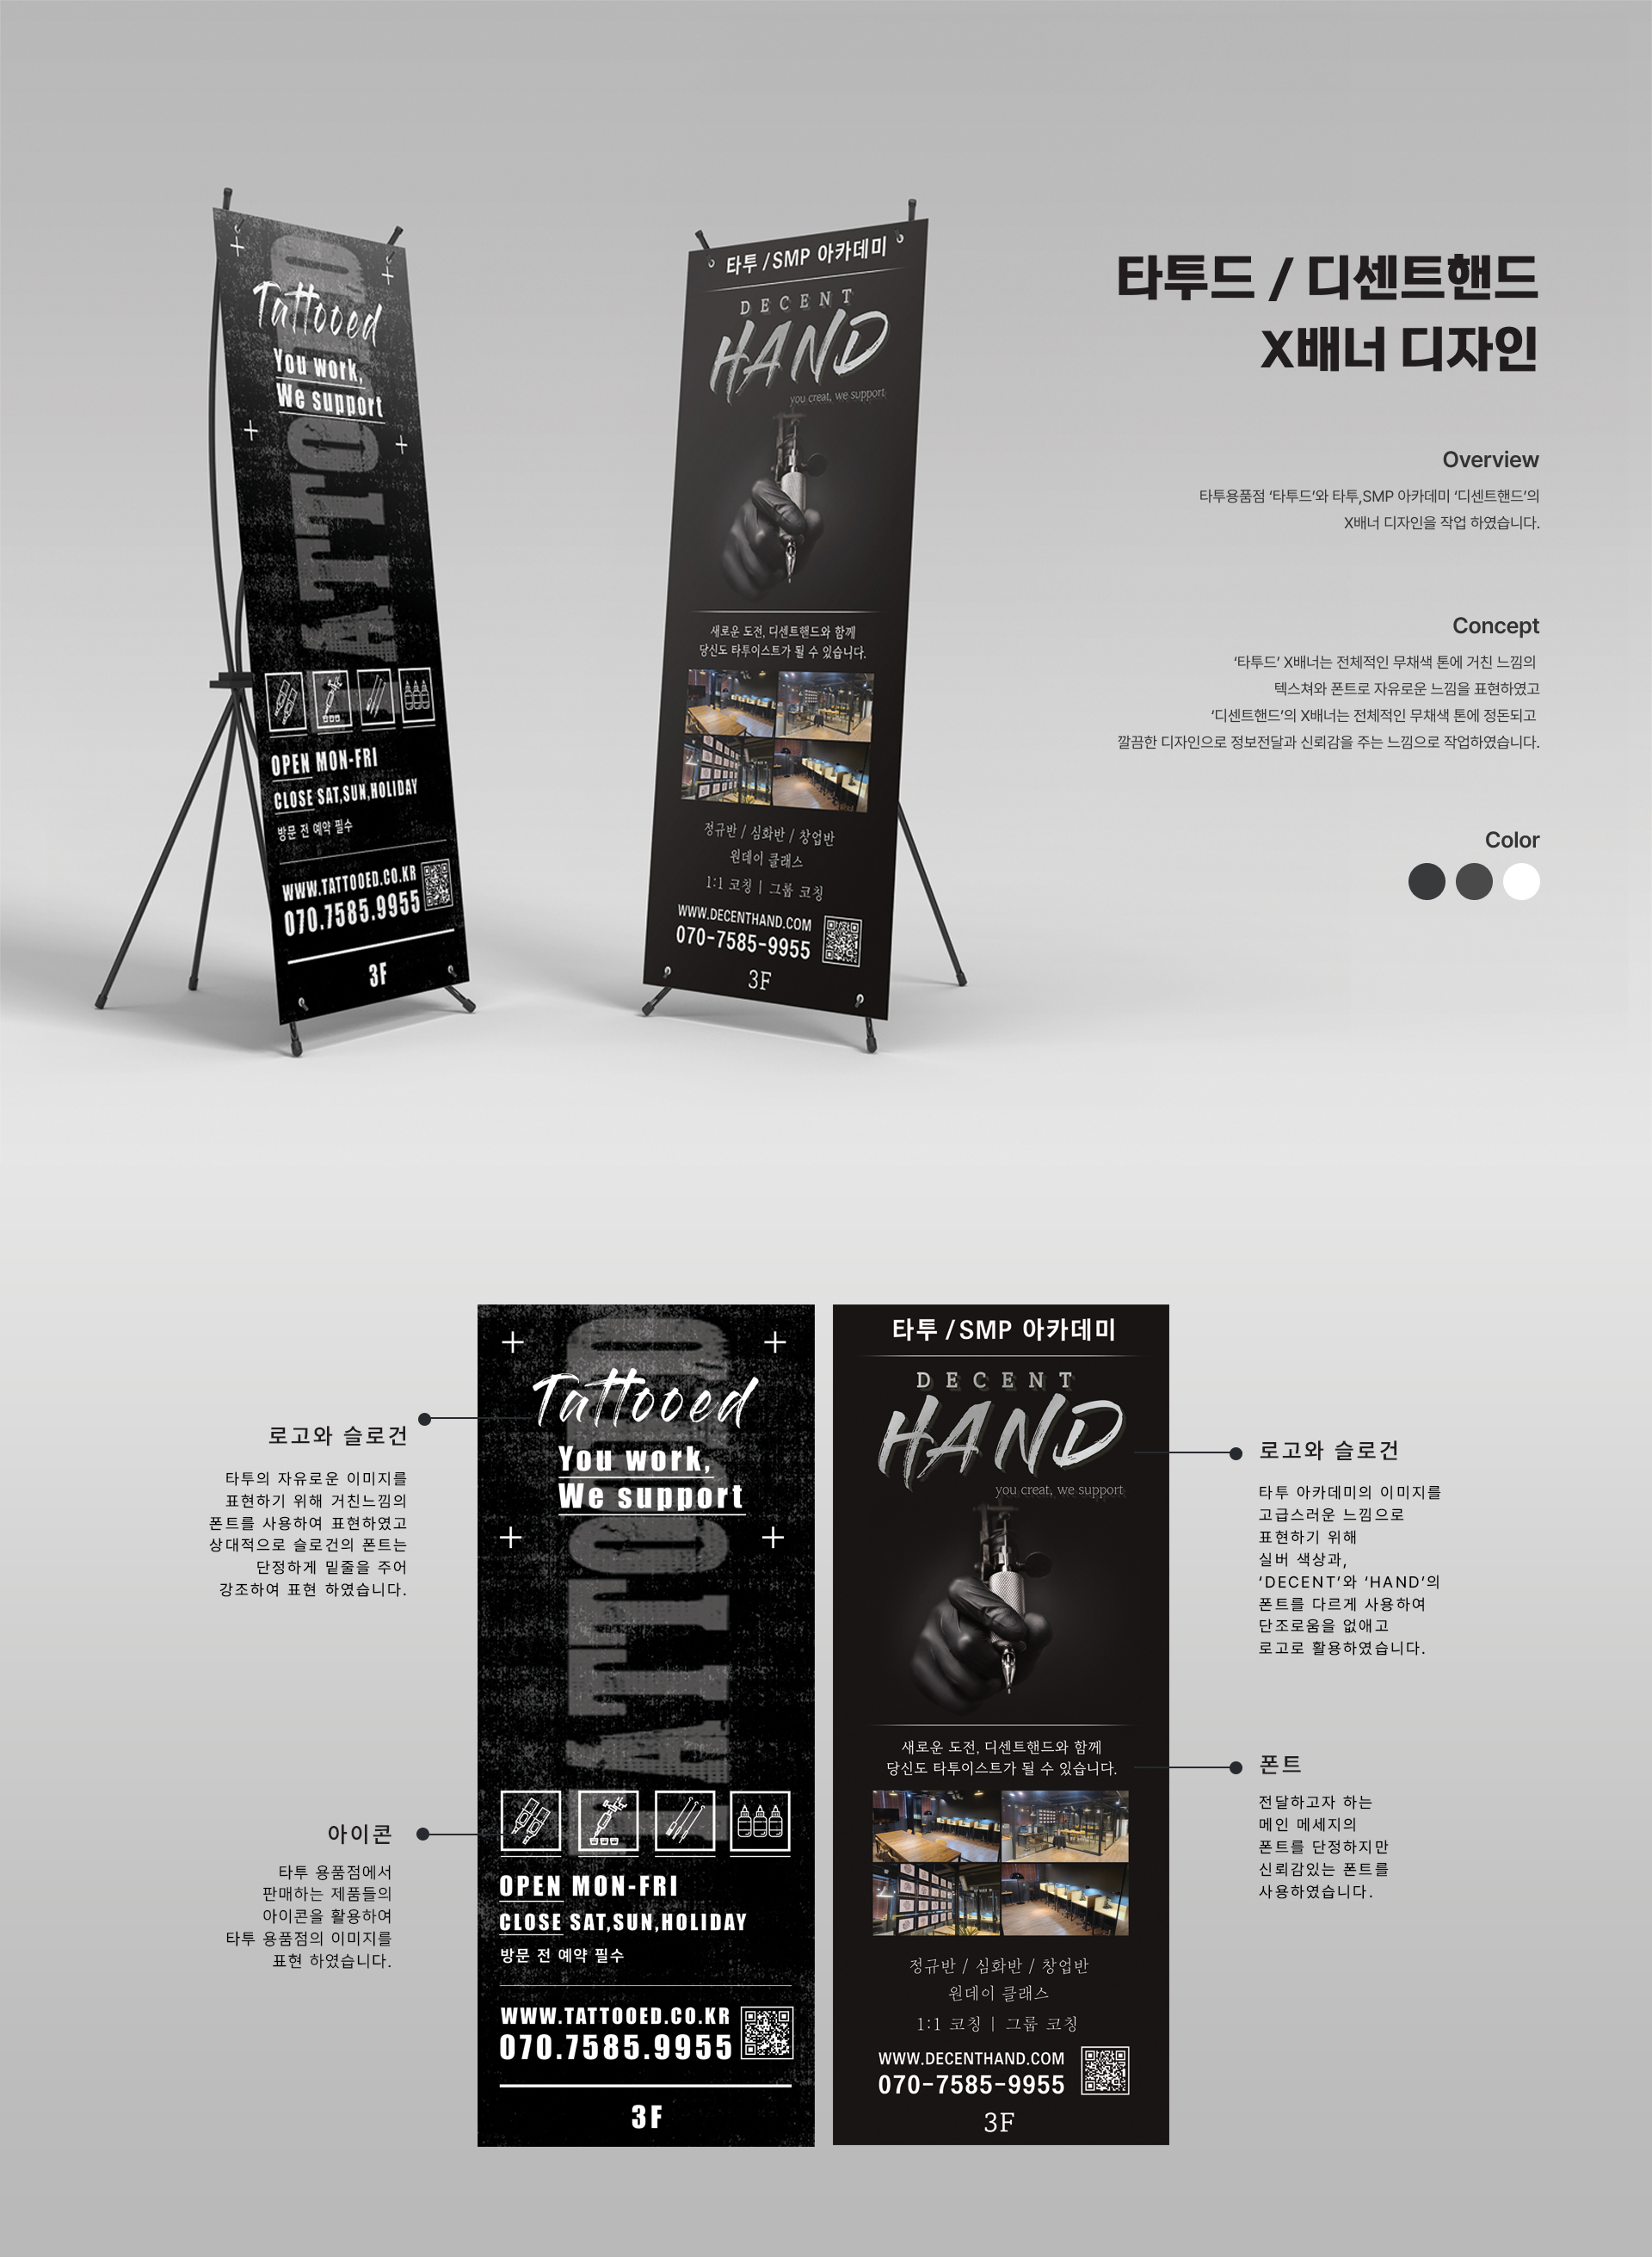 Tattooed
You work,
We support
TATTOOED
OPEN MON-FRI
CLOSE SAT,SUN,HOLIDAY
방문 전 예약 필수
WWW.TATTOOED.CO.KR
070.7585.9955
3F
타투 / SMP 아카데미
DECENT
HAND
you creat, we support
새로운 도전, 디센트핸드와 함께
당신도 타투이스트가 될 수 있습니다.
정규반 / 심화반 / 창업반
원데이 클래스
1:1 코칭 | 그룹 코칭
WWW.DECENTHAND.COM
070-7585-9955
3F
타투드 / 디센트핸드
X배너 디자인
Overview
타투용품점 ‘타투드’와 타투,SMP 아카데미 ‘디센트핸드’의
X배너 디자인을 작업 하였습니다.
Concept
‘타투드’ X배너는 전체적인 무채색 톤에 거친 느낌의
텍스쳐와 폰트로 자유로운 느낌을 표현하였고
‘디센트핸드’의 X배너는 전체적인 무채색 톤에 정돈되고
깔끔한 디자인으로 정보전달과 신뢰감을 주는 느낌으로 작업하였습니다.
Color
로고와 슬로건
타투의 자유로운 이미지를
표현하기 위해 거친느낌의
폰트를 사용하여 표현하였고
상대적으로 슬로건의 폰트는
단정하게 밑줄을 주어
강조하여 표현 하였습니다.
아이콘
타투 용품점에서
판매하는 제품들의
아이콘을 활용하여
타투 용품점의 이미지를
표현 하였습니다.
Tattooed
You work,
We support
TATTOOED
OPEN MON-FRI
CLOSE SAT,SUN,HOLIDAY
방문 전 예약 필수
WWW.TATTOOED.CO.KR
070.7585.9955
3F
타투 / SMP 아카데미
DECENT
HAND
you creat, we support
새로운 도전, 디센트핸드와 함께
당신도 타투이스트가 될 수 있습니다.
정규반 / 심화반 / 창업반
원데이 클래스
1:1 코칭 | 그룹 코칭
WWW.DECENTHAND.COM
070-7585-9955
3F
로고와 슬로건
타투 아카데미의 이미지를
고급스러운 느낌으로
표현하기 위해
실버 색상과,
‘DECENT’와 ‘HAND’의
폰트를 다르게 사용하여
단조로움을 없애고
로고로 활용하였습니다.
폰트
전달하고자 하는
메인 메세지의
폰트를 단정하지만
신뢰감있는 폰트를
사용하였습니다.